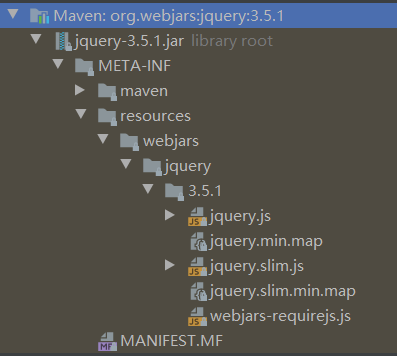 Maven: org.webjars:jquery:3.5.1
jquery-3.5.1.jar library root
META-INF
maven
resources
webjars
jquery
3.5.1
jquery.js
jquery.min.map
jquery.slim.js
jquery.slim.min.map
webjars-requirejs.js
MANIFEST.MF